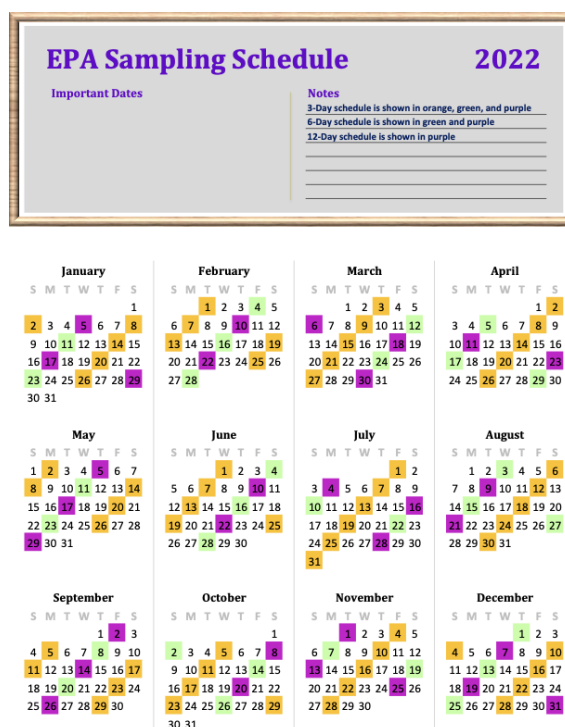 EPA Sampling Schedule 2022
Important Dates
Notes
3-Day schedule is shown in orange, green, and purple
6-Day schedule is shown in green and purple
12-Day schedule is shown in purple
January February March April
S M T W T F S S M T W T F S S M T W T F S S M T W T F S
1 1 2 3 4 5 1 2 3 4 5 1 2
2 3 4 5 6 7 8 6 7 8 9 10 11 12 6 7 8 9 10 11 12 3 4 5 6 7 8 9
9 10 11 12 13 14 15 13 14 15 16 17 18 19 13 14 15 16 17 18 19 10 11 12 13 14 15 16
16 17 18 19 20 21 22 20 21 22 23 24 25 26 20 21 22 23 24 25 26 17 18 19 20 21 22 23
23 24 25 26 27 28 29 27 28 27 28 29 30 31 24 25 26 27 28 29 30
30 31
May June July August
S M T W T F S S M T W T F S S M T W T F S S M T W T F S
1 2 3 4 5 6 7 1 2 3 4 1 2 1 2 3 4 5 6
8 9 10 11 12 13 14 5 6 7 8 9 10 11 3 4 5 6 7 8 9 7 8 9 10 11 12 13
15 16 17 18 19 20 21 12 13 14 15 16 17 18 10 11 12 13 14 15 16 14 15 16 17 18 19 20
22 23 24 25 26 27 28 19 20 21 22 23 24 25 17 18 19 20 21 22 23 21 22 23 24 25 26 27
29 30 31 26 27 28 29 30 24 25 26 27 28 29 30 28 29 30 31
31
September October November December
S M T W T F S S M T W T F S S M T W T F S S M T W T F S
1 2 3 1 1 2 3 4 5 1 2 3
4 5 6 7 8 9 10 2 3 4 5 6 7 8 6 7 8 9 10 11 12 4 5 6 7 8 9 10
11 12 13 14 15 16 17 9 10 11 12 13 14 15 13 14 15 16 17 18 19 11 12 13 14 15 16 17
18 19 20 21 22 23 24 16 17 18 19 20 21 22 20 21 22 23 24 25 26 18 19 20 21 22 23 24
25 26 27 28 29 30 23 24 25 26 27 28 29 27 28 29 30 25 26 27 28 29 30 31
30 31